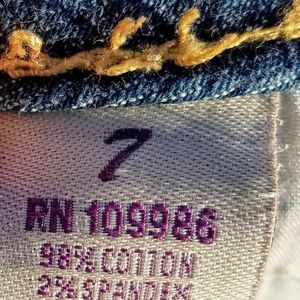 7
RN 109986
98% COTTON
2% SPANDEX